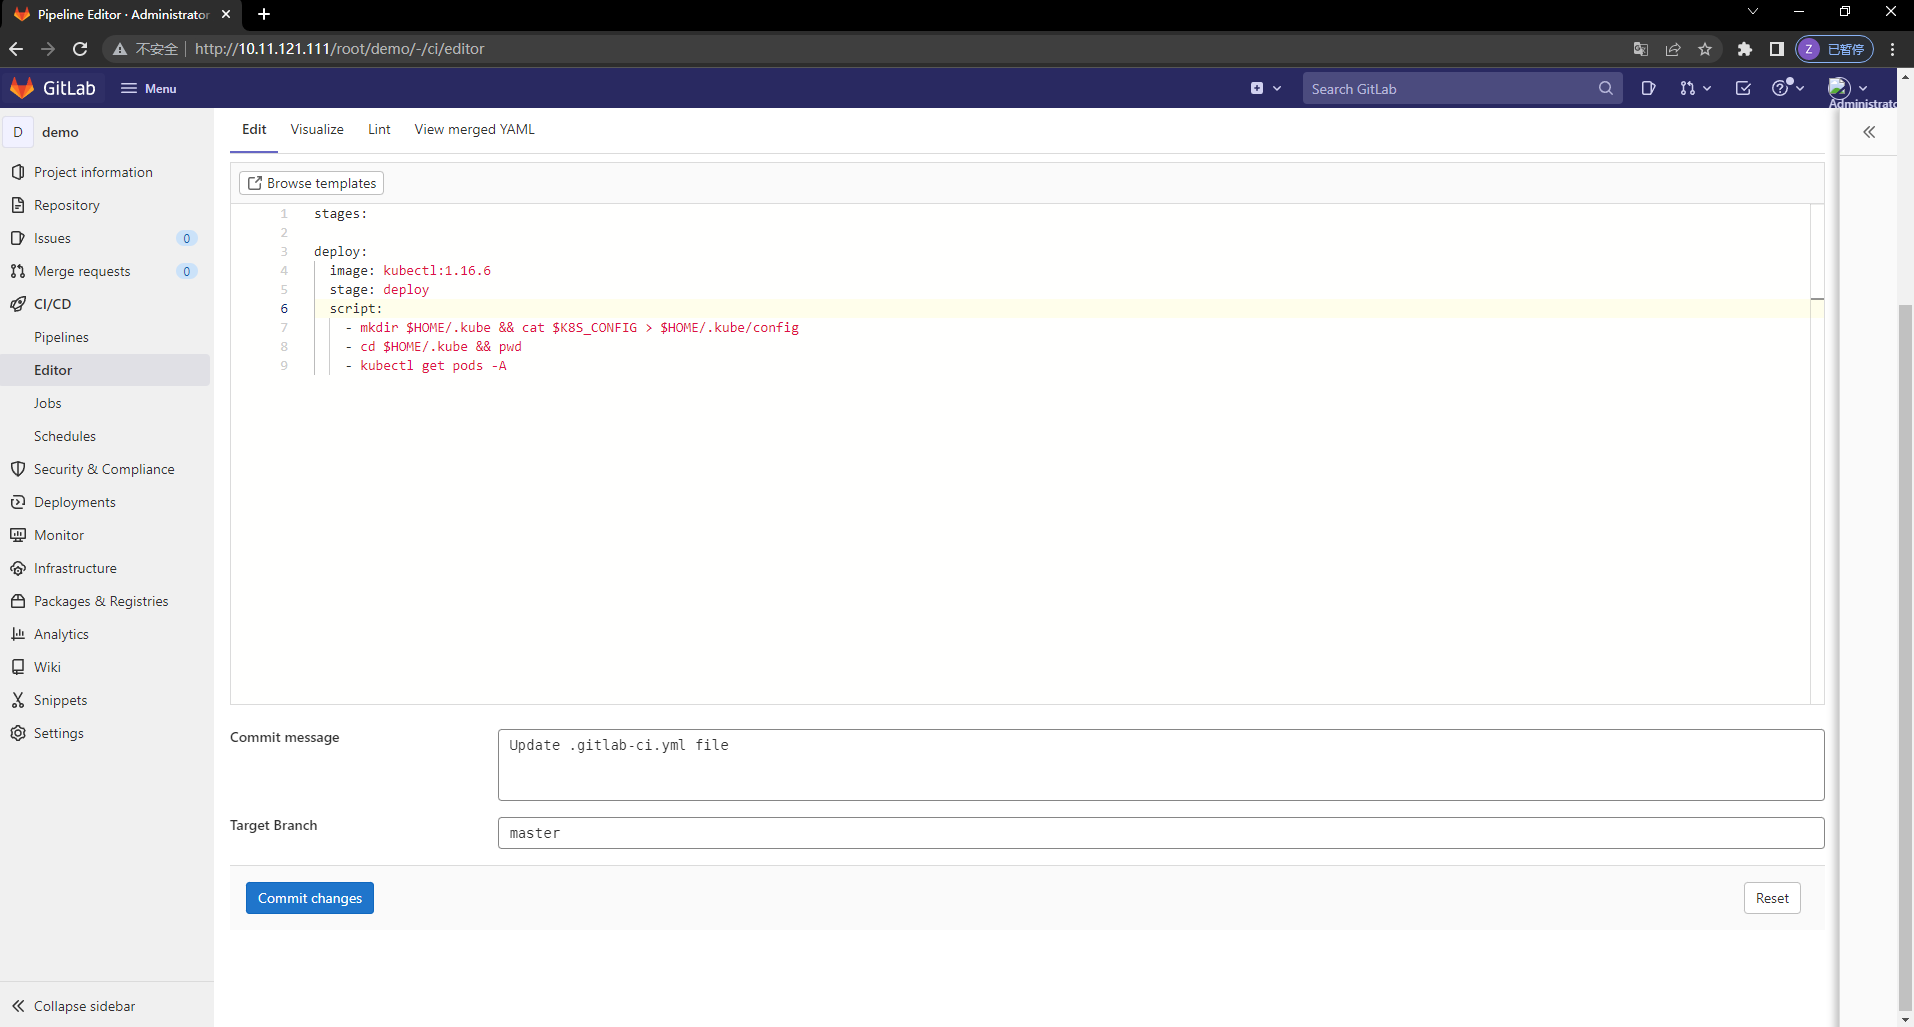 Pipeline Editor · Administrator
不安全 http://10.11.121.111/root/demo/-/ci/editor
Z 已暂停
GitLab Menu
Search GitLab
Administrato
D demo
Project information
Repository
Issues 0
Merge requests 0
CI/CD
Pipelines
Editor
Jobs
Schedules
Security & Compliance
Deployments
Monitor
Infrastructure
Packages & Registries
Analytics
Wiki
Snippets
Settings
Collapse sidebar
Edit Visualize Lint View merged YAML
Browse templates
1 stages:
2
3 deploy:
4 image: kubectl:1.16.6
5 stage: deploy
6 script:
7 - mkdir $HOME/.kube && cat $K8S_CONFIG > $HOME/.kube/config
8 - cd $HOME/.kube && pwd
9 - kubectl get pods -A
Commit message
Update .gitlab-ci.yml file
Target Branch
master
Commit changes
Reset